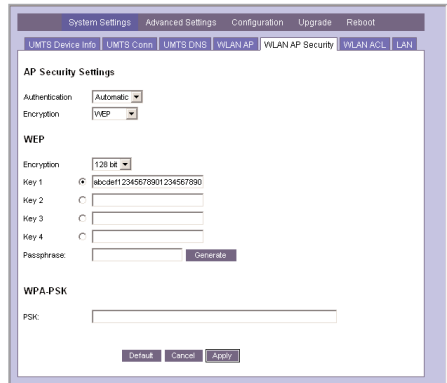 System Settings Advanced Settings Configuration Upgrade Reboot
UMTS Device Info UMTS Conn UMTS DNS WLAN AP WLAN AP Security WLAN ACL LAN
AP Security Settings
Authentication Automatic
Encryption WEP
WEP
Encryption 128 bit
Key 1 abcdef12345678901234567890
Key 2
Key 3
Key 4
Passphrase: Generate
WPA-PSK
PSK:
Default Cancel Apply